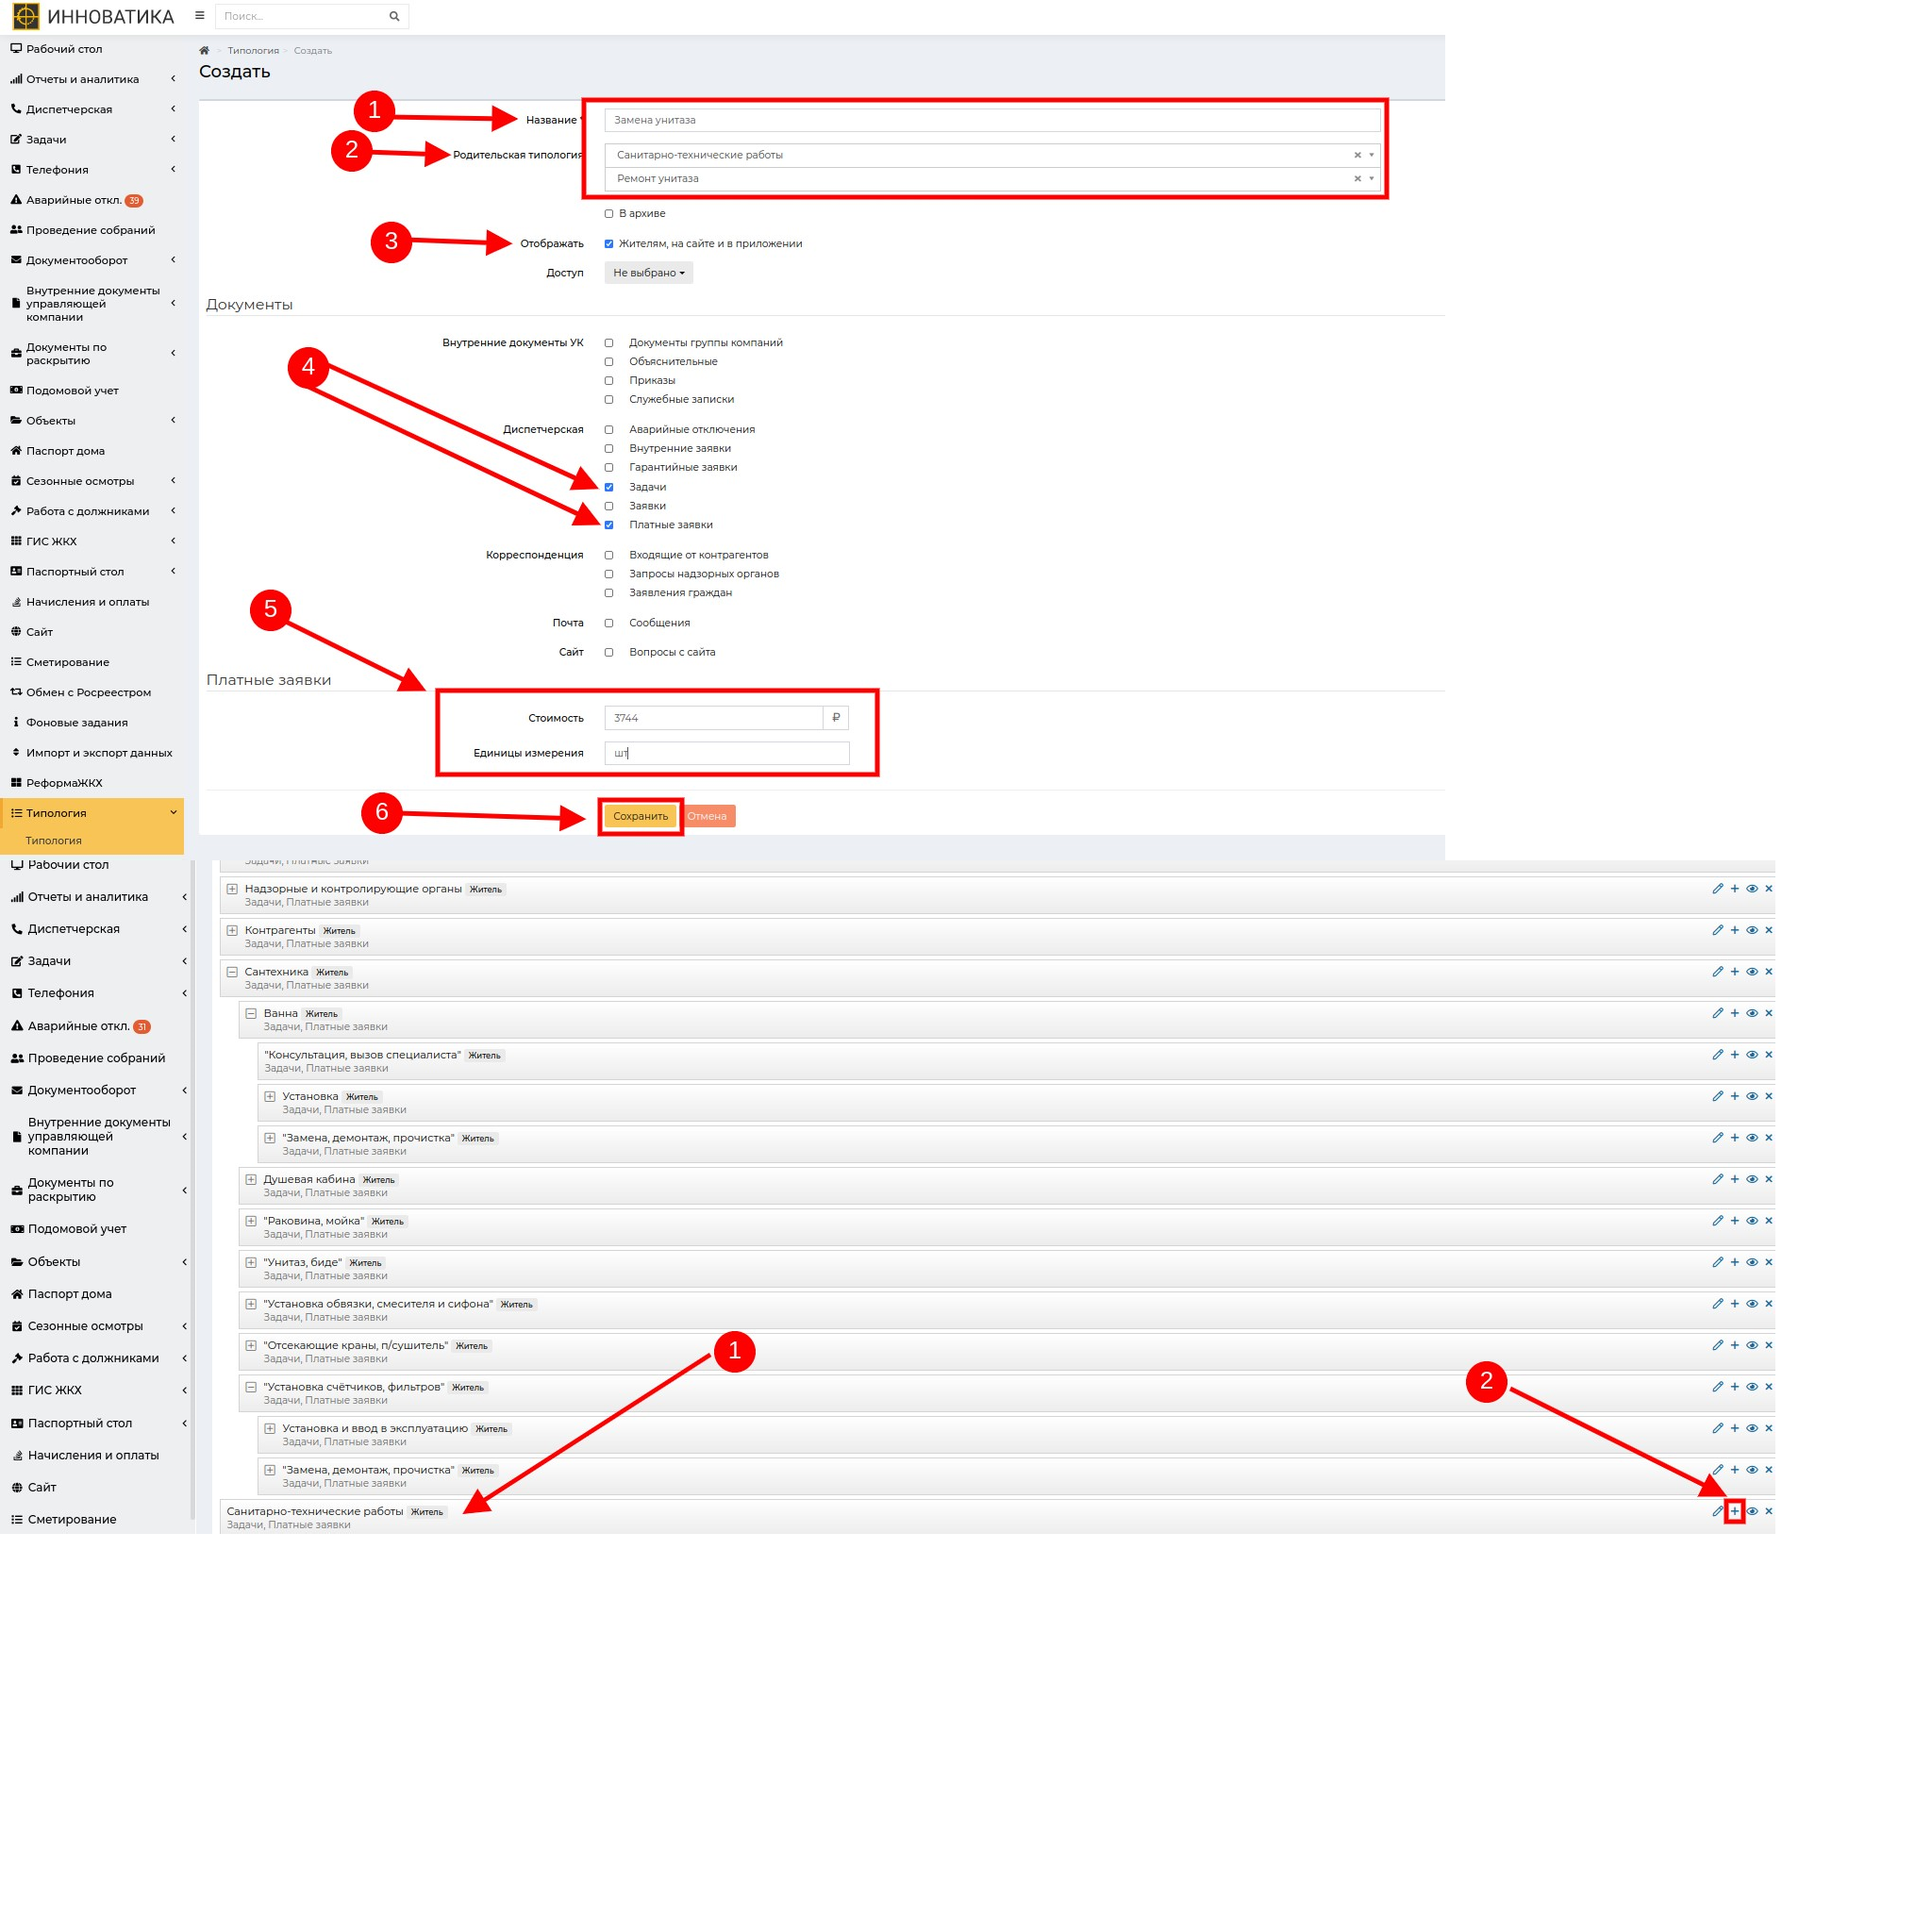 ИННОВАТИКА
Поиск...
Рабочий стол
Отчеты и аналитика
Диспетчерская
Задачи
Телефония
Аварийные откл. 39
Проведение собраний
Документооборот
Внутренние документы
управляющей
компании
Документы по
раскрытию
Подомовой учет
Объекты
Паспорт дома
Сезонные осмотры
Работа с должниками
ГИС ЖКХ
Паспортный стол
Начисления и оплаты
Сайт
Сметирование
Обмен с Росреестром
Фоновые задания
Импорт и экспорт данных
РеформаЖКХ
Типология
Типология
Типология Создать
Создать
1
Название * Замена унитаза
2
Родительская типология Санитарно-технические работы
Ремонт унитаза
В архиве
3
Отображать Жителям, на сайте и в приложении
Доступ Не выбрано
Документы
Внутренние документы УК Документы группы компаний
Объяснительные
Приказы
Служебные записки
4
Диспетчерская Аварийные отключения
Внутренние заявки
Гарантийные заявки
Задачи
Заявки
Платные заявки
Корреспонденция Входящие от контрагентов
Запросы надзорных органов
Заявления граждан
5
Почта Сообщения
Сайт Вопросы с сайта
Платные заявки
Стоимость 3744 ₽
Единицы измерения шт
6
Сохранить Отмена
Рабочий стол
Отчеты и аналитика
Диспетчерская
Задачи
Телефония
Аварийные откл. 31
Проведение собраний
Документооборот
Внутренние документы
управляющей
компании
Документы по
раскрытию
Подомовой учет
Объекты
Паспорт дома
Сезонные осмотры
Работа с должниками
ГИС ЖКХ
Паспортный стол
Начисления и оплаты
Сайт
Сметирование
Задачи, Платные заявки
Надзорные и контролирующие органы Житель
Задачи, Платные заявки
Контрагенты Житель
Задачи, Платные заявки
Сантехника Житель
Задачи, Платные заявки
Ванна Житель
Задачи, Платные заявки
"Консультация, вызов специалиста" Житель
Задачи, Платные заявки
Установка Житель
Задачи, Платные заявки
"Замена, демонтаж, прочистка" Житель
Задачи, Платные заявки
Душевая кабина Житель
Задачи, Платные заявки
"Раковина, мойка" Житель
Задачи, Платные заявки
"Унитаз, биде" Житель
Задачи, Платные заявки
"Установка обвязки, смесителя и сифона" Житель
Задачи, Платные заявки
"Отсекающие краны, п/сушитель" Житель
Задачи, Платные заявки
1
"Установка счётчиков, фильтров" Житель
Задачи, Платные заявки
2
Установка и ввод в эксплуатацию Житель
Задачи, Платные заявки
"Замена, демонтаж, прочистка" Житель
Задачи, Платные заявки
Санитарно-технические работы Житель
Задачи, Платные заявки